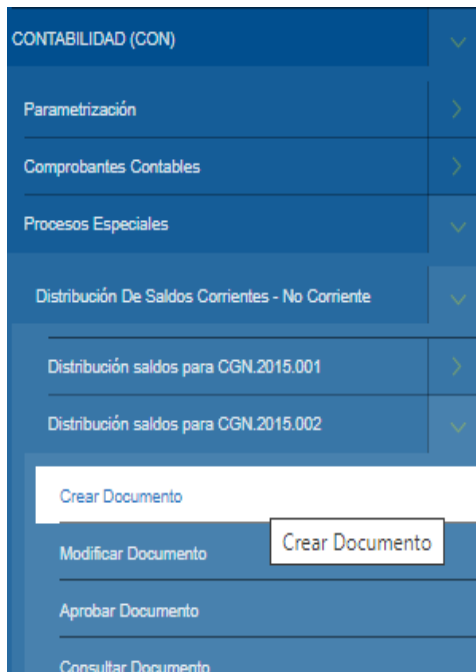 CONTABILIDAD (CON)
Parametrización
Comprobantes Contables
Procesos Especiales
Distribución De Saldos Corrientes - No Corriente
Distribución saldos para CGN.2015.001
Distribución saldos para CGN.2015.002
Crear Documento
Crear Documento
Modificar Documento
Aprobar Documento
Consultar Documento